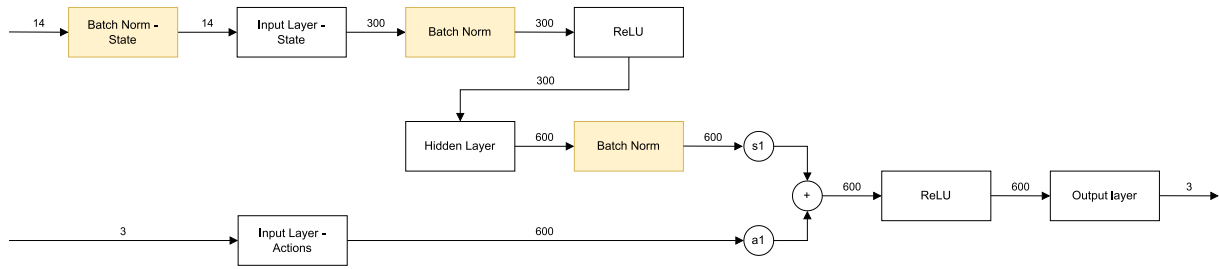 14
Batch Norm -
State
14
Input Layer -
State
300
Batch Norm
300
ReLU
300
Hidden Layer
600
Batch Norm
600
s1
+
600
ReLU
600
Output layer
3
3
Input Layer -
Actions
600
a1